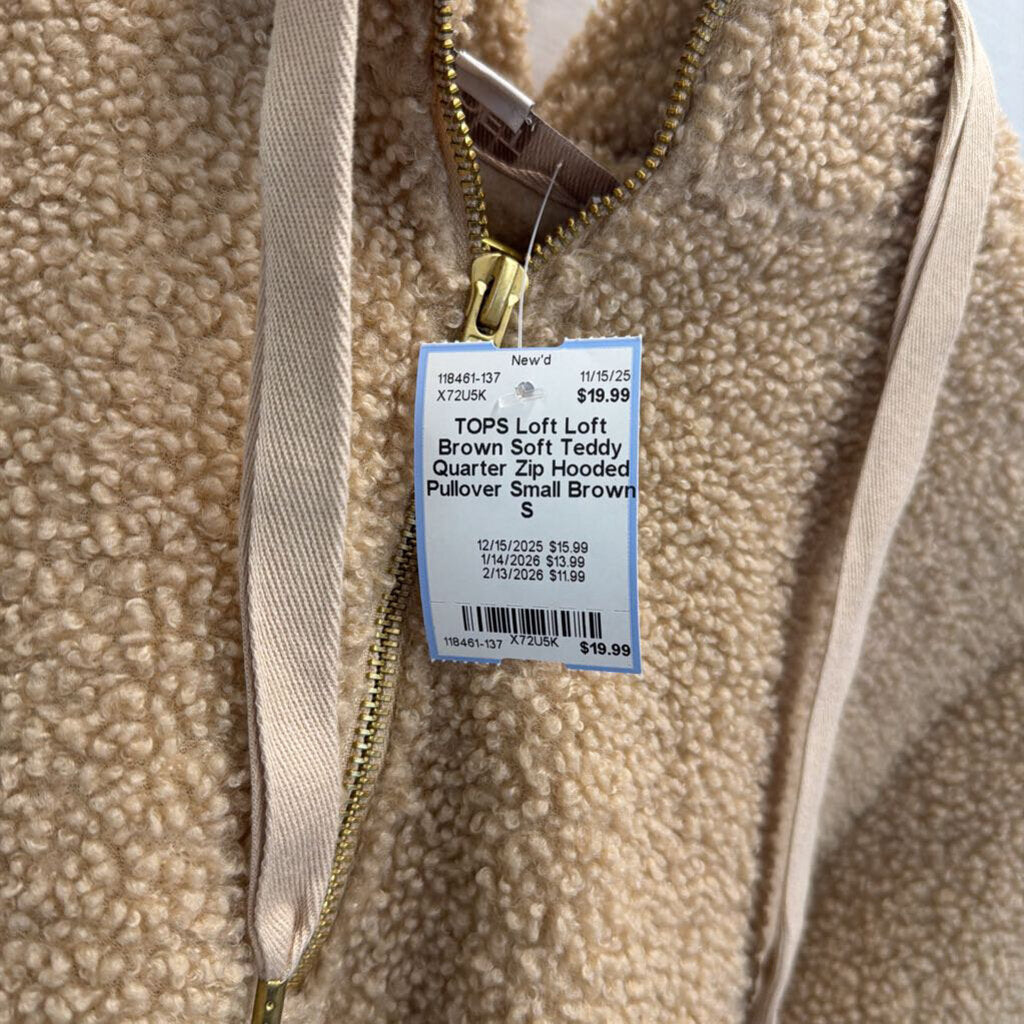 New'd
118461-137 11/15/25
X72U5K $19.99
TOPS Loft Loft
Brown Soft Teddy
Quarter Zip Hooded
Pullover Small Brown
S
12/15/2025 $15.99
1/14/2026 $13.99
2/13/2026 $11.99
118461-137 X72U5K $19.99